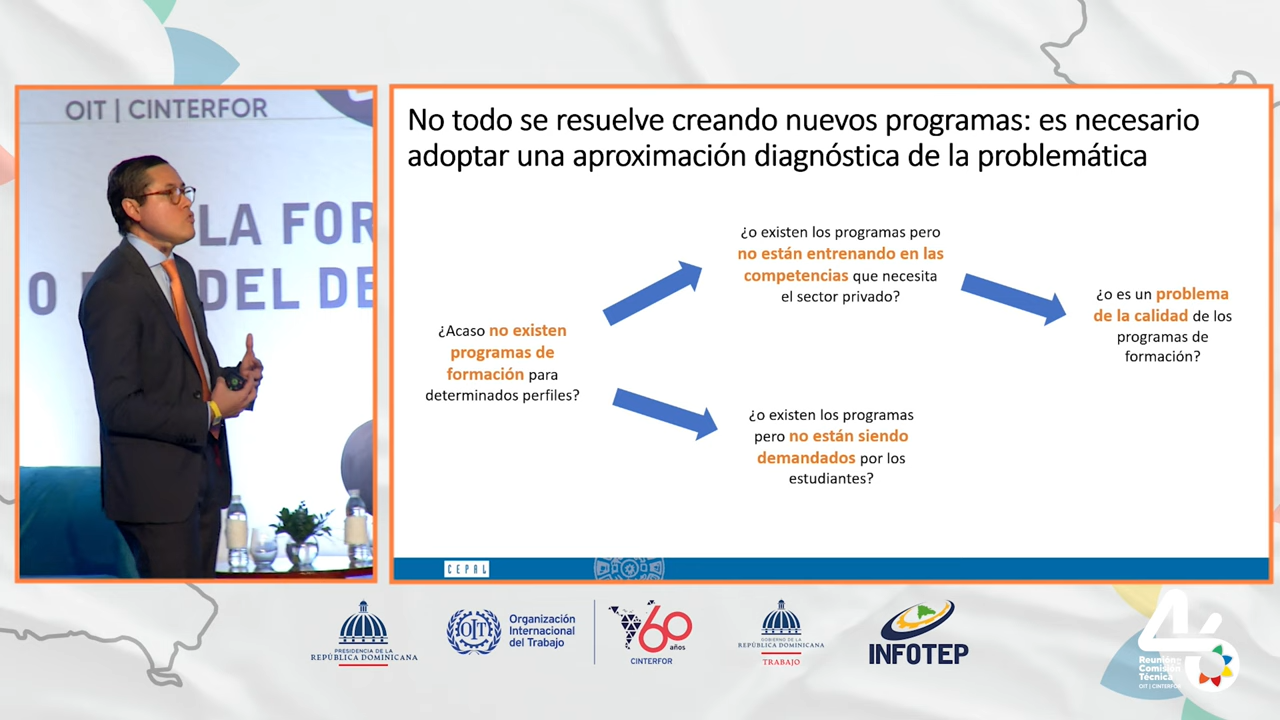 OIT | CINTERFOR
LA FOR
O
DEL DE
No todo se resuelve creando nuevos programas: es necesario
adoptar una aproximación diagnóstica de la problemática
¿Acaso no existen
programas de
formación para
determinados perfiles?
¿o existen los programas pero
no están entrenando en las
competencias que necesita
el sector privado?
¿o existen los programas
pero no están siendo
demandados por los
estudiantes?
¿o es un problema
de la calidad de los
programas de
formación?
CEPAL
PRESIDENCIA DE LA
REPÚBLICA DOMINICANA
OIT
Organización
Internacional
del Trabajo
60
años
CINTERFOR
GOBIERNO DE LA
REPÚBLICA DOMINICANA
TRABAJO
INFOTEP
46
Reunión
Comisión
Técnica
OIT | CINTERFOR